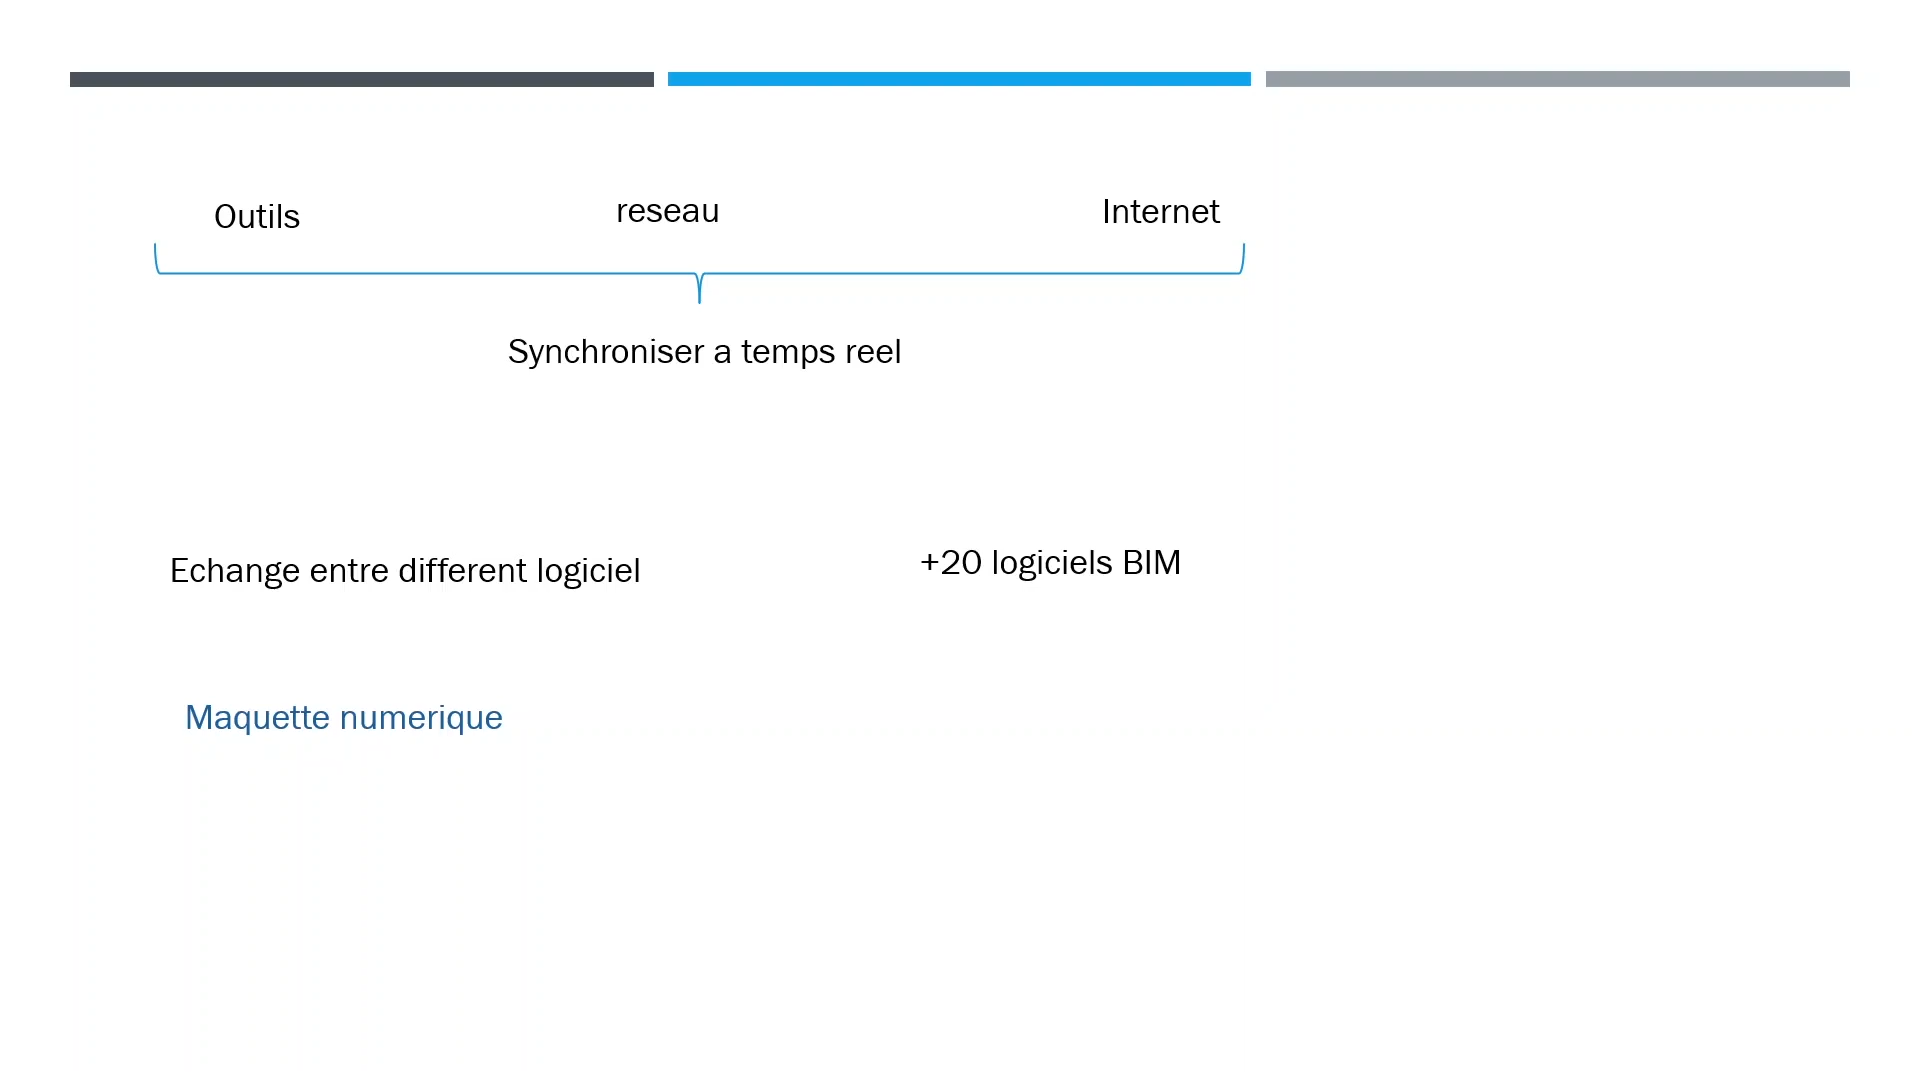 Outils
reseau
Internet
Synchroniser a temps reel
Echange entre different logiciel
+20 logiciels BIM
Maquette numerique